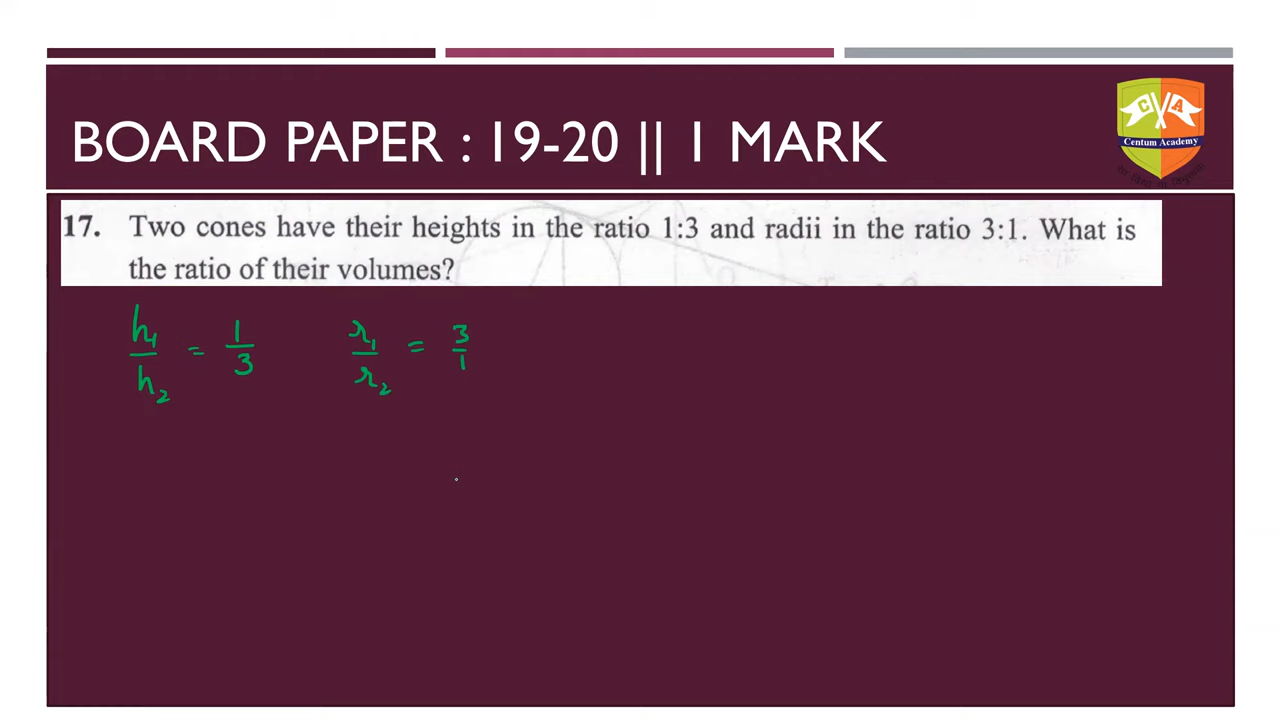 BOARD PAPER : 19-20 || 1 MARK
C A
Centum Academy
17. Two cones have their heights in the ratio 1:3 and radii in the ratio 3:1. What is
the ratio of their volumes?
h₁/h₂ = 1/3 r₁/r₂ = 3/1